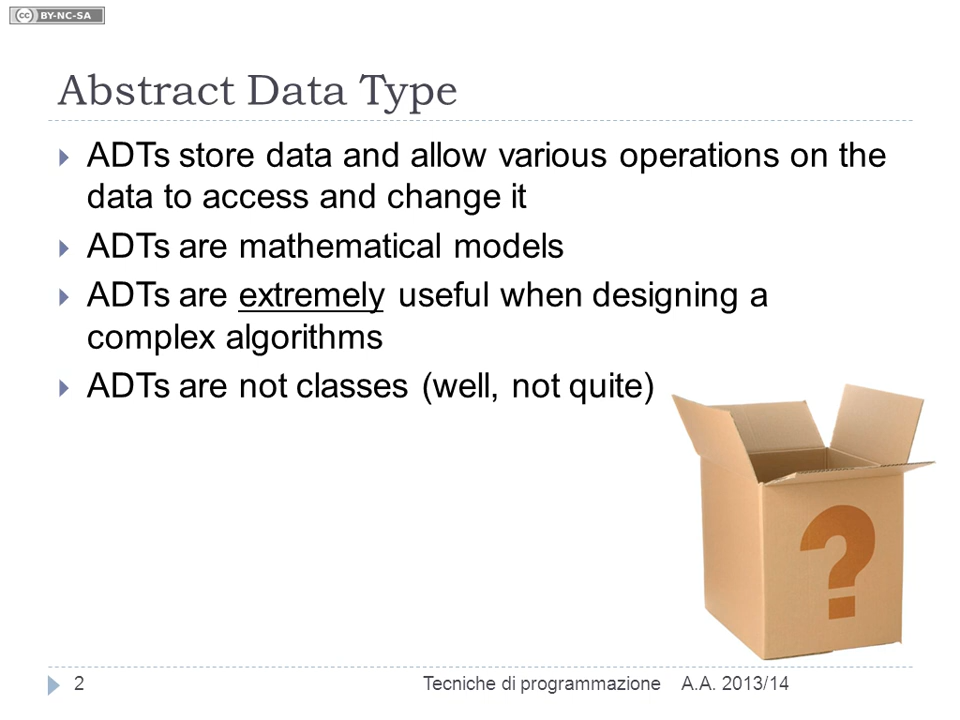 cc BY-NC-SA
Abstract Data Type
ADTs store data and allow various operations on the
data to access and change it
ADTs are mathematical models
ADTs are extremely useful when designing a
complex algorithms
ADTs are not classes (well, not quite)
?
2 Tecniche di programmazione A.A. 2013/14